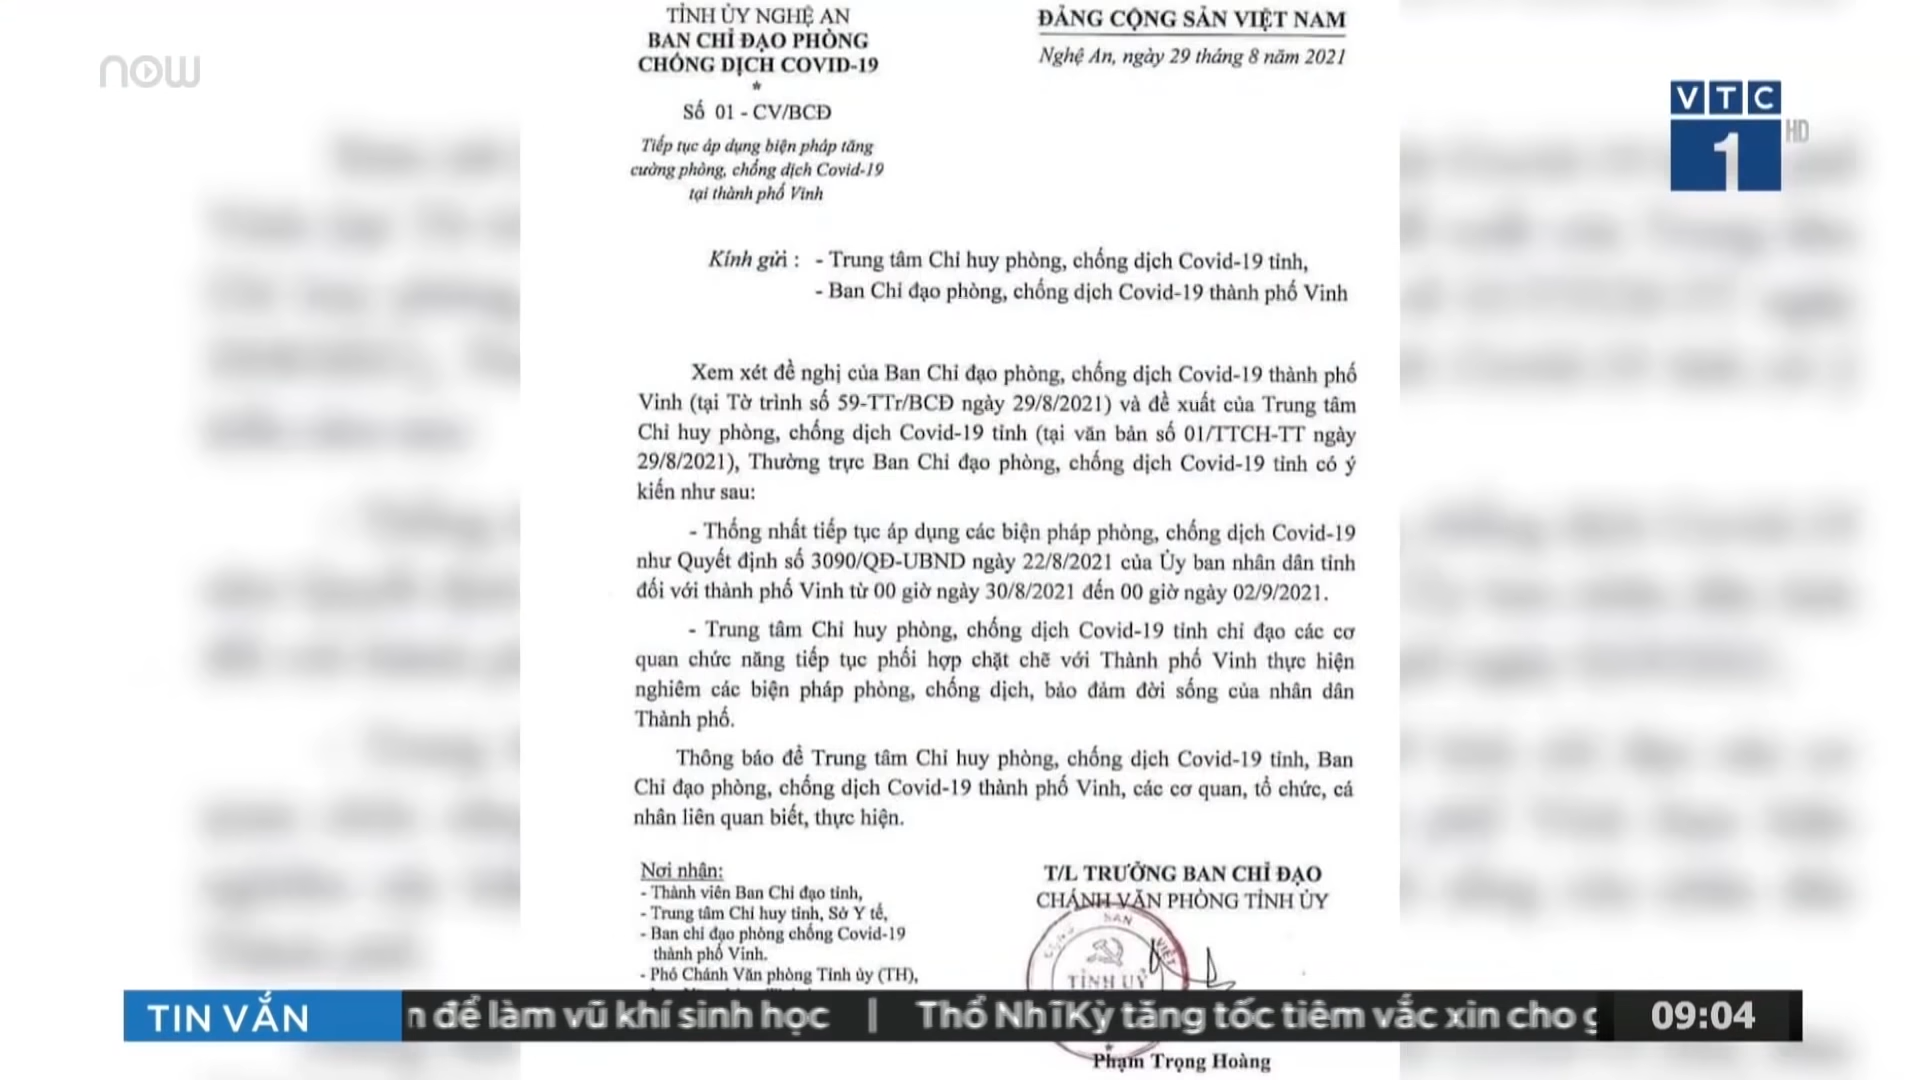 now
TỈNH ỦY NGHỆ AN
BAN CHỈ ĐẠO PHÒNG
CHỐNG DỊCH COVID-19
*
Số 01 - CV/BCĐ
Tiếp tục áp dụng biện pháp tăng
cường phòng, chống dịch Covid-19
tại thành phố Vinh
ĐẢNG CỘNG SẢN VIỆT NAM
Nghệ An, ngày 29 tháng 8 năm 2021
VTC
1
HD
Kính gửi : - Trung tâm Chỉ huy phòng, chống dịch Covid-19 tỉnh,
- Ban Chỉ đạo phòng, chống dịch Covid-19 thành phố Vinh
Xem xét đề nghị của Ban Chỉ đạo phòng, chống dịch Covid-19 thành phố
Vinh (tại Tờ trình số 59-TTr/BCĐ ngày 29/8/2021) và đề xuất của Trung tâm
Chỉ huy phòng, chống dịch Covid-19 tỉnh (tại văn bản số 01/TTCH-TT ngày
29/8/2021), Thường trực Ban Chỉ đạo phòng, chống dịch Covid-19 tỉnh có ý
kiến như sau:
- Thống nhất tiếp tục áp dụng các biện pháp phòng, chống dịch Covid-19
như Quyết định số 3090/QĐ-UBND ngày 22/8/2021 của Ủy ban nhân dân tỉnh
đối với thành phố Vinh từ 00 giờ ngày 30/8/2021 đến 00 giờ ngày 02/9/2021.
- Trung tâm Chỉ huy phòng, chống dịch Covid-19 tỉnh chỉ đạo các cơ
quan chức năng tiếp tục phối hợp chặt chẽ với Thành phố Vinh thực hiện
nghiêm các biện pháp phòng, chống dịch, bảo đảm đời sống của nhân dân
Thành phố.
Thông báo để Trung tâm Chỉ huy phòng, chống dịch Covid-19 tỉnh, Ban
Chỉ đạo phòng, chống dịch Covid-19 thành phố Vinh, các cơ quan, tổ chức, cá
nhân liên quan biết, thực hiện.
Nơi nhận:
- Thành viên Ban Chỉ đạo tỉnh,
- Trung tâm Chỉ huy tỉnh, Sở Y tế,
- Ban chỉ đạo phòng chống Covid-19
thành phố Vinh.
- Phó Chánh Văn phòng Tỉnh ủy (TH),
T/L TRƯỞNG BAN CHỈ ĐẠO
CHÁNH VĂN PHÒNG TỈNH ỦY
CỘNG SẢN VIỆT
TỈNH UỶ
TIN VẮN
n để làm vũ khí sinh học | Thổ Nhĩ Kỳ tăng tốc tiêm vắc xin cho g
09:04
Phạm Trọng Hoàng